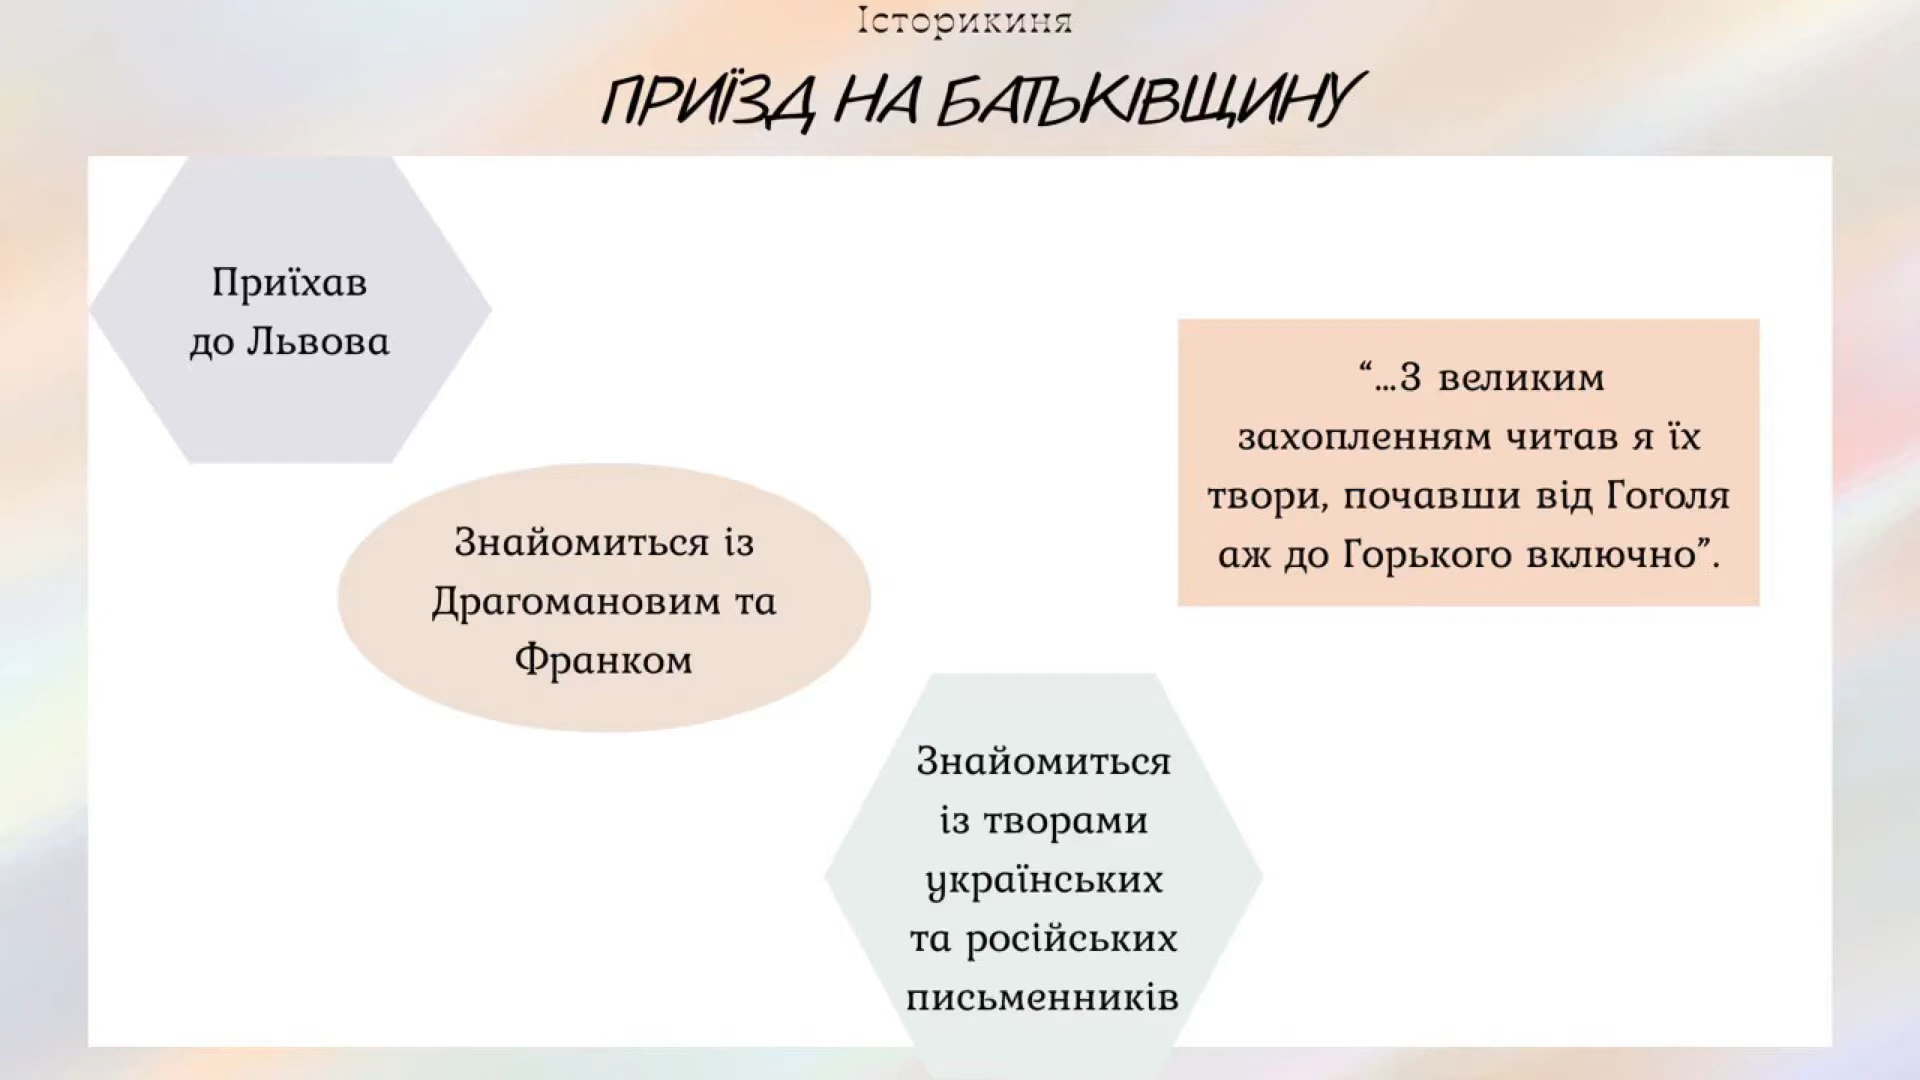 Історикиня
ПРИЇЗД НА БАТЬКІВЩИНУ
Приїхав
до Львова
Знайомиться із
Драгомановим та
Франком
“...З великим
захопленням читав я їх
твори, почавши від Гоголя
аж до Горького включно”.
Знайомиться
із творами
українських
та російських
письменників